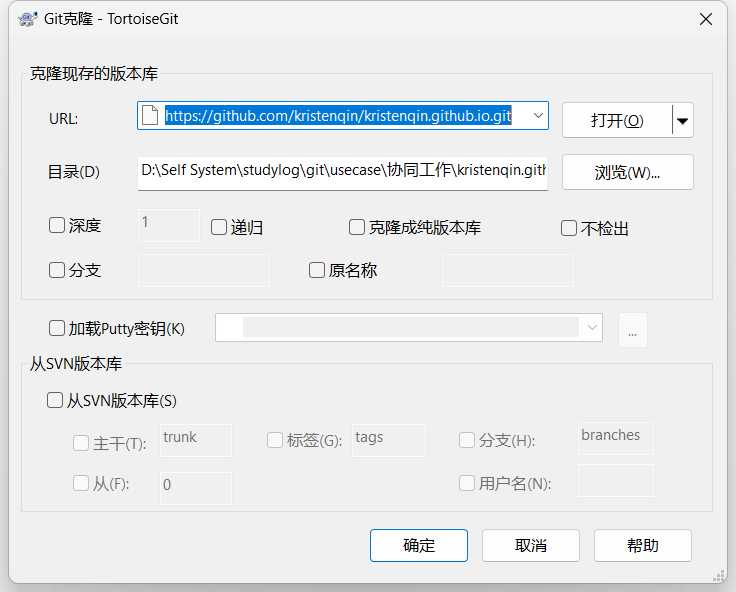 Git克隆 - TortoiseGit
克隆现存的版本库
URL: https://github.com/kristenqin/kristenqin.github.io.git 打开(O)
目录(D) D:\Self System\studylog\git\usecase\协同工作\kristenqin.gith 浏览(W)...
深度 1 递归 克隆成纯版本库 不检出
分支 原名称
加载Putty密钥(K) ...
从SVN版本库
从SVN版本库(S)
主干(T): trunk 标签(G): tags 分支(H): branches
从(F): 0 用户名(N):
确定 取消 帮助